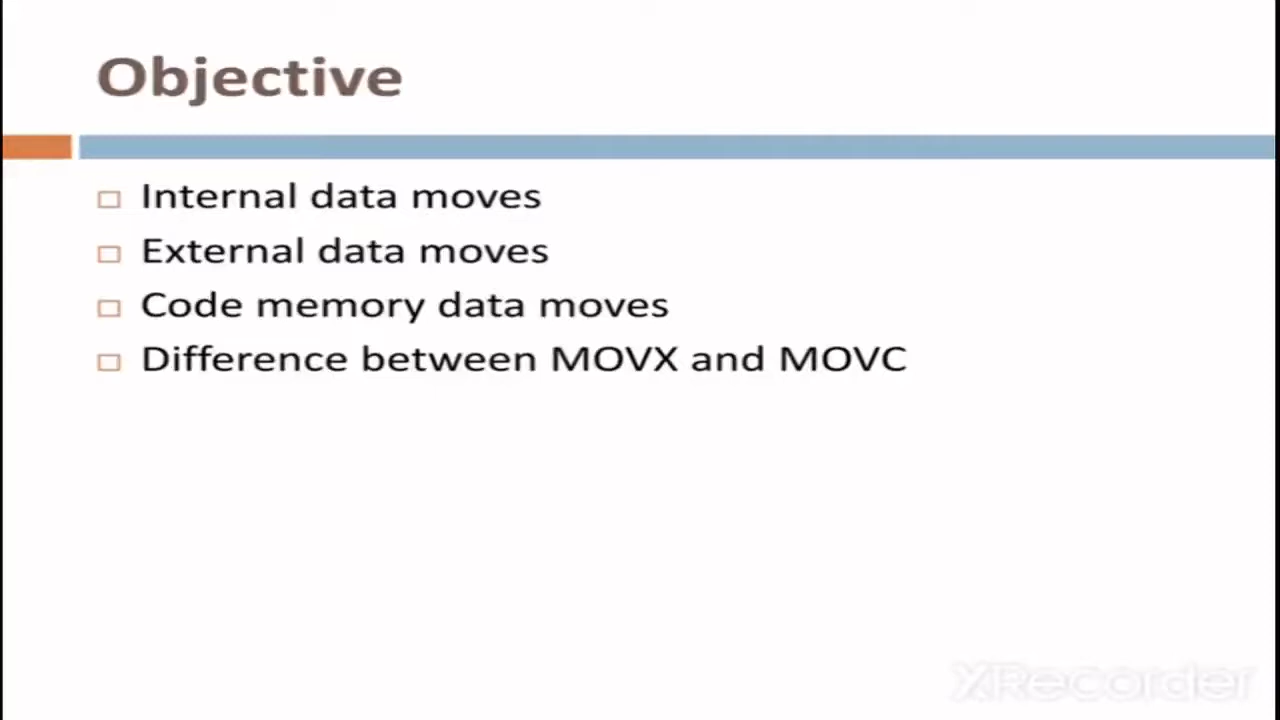 Objective
Internal data moves
External data moves
Code memory data moves
Difference between MOVX and MOVC
XRecorder